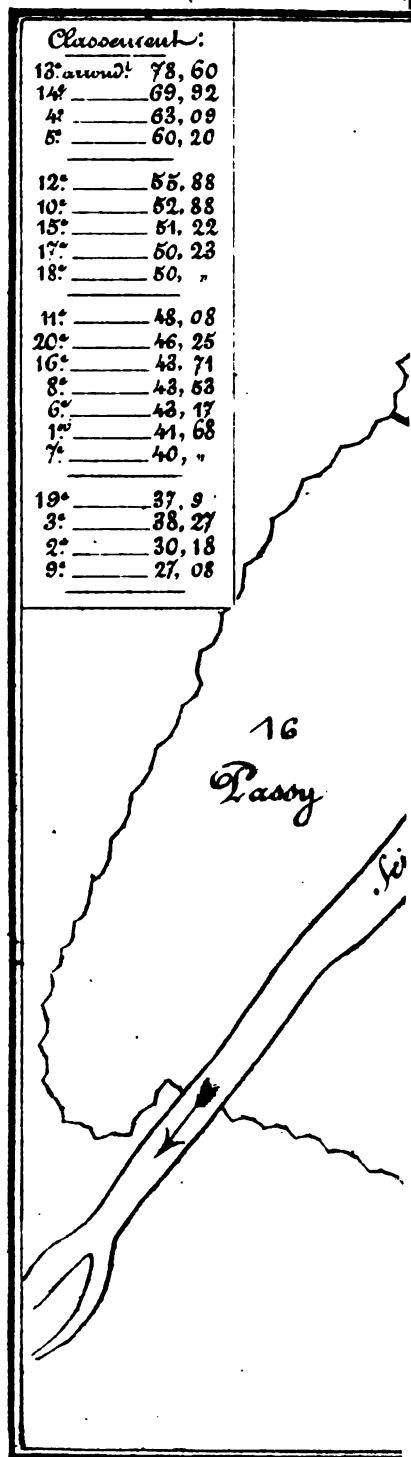 Classement:
13e arrondt 78, 60
14e 69, 92
4e 63, 09
5e 60, 20
12e 55, 88
10e 52, 88
15e 51, 22
17e 50, 23
18e 50, "
11e 48, 08
20e 46, 25
16e 43, 71
8e 43, 53
6e 43, 17
1er 41, 68
7e 40, "
19e 37, 9
3e 38, 27
2e 30, 18
9e 27, 08
16
Passy